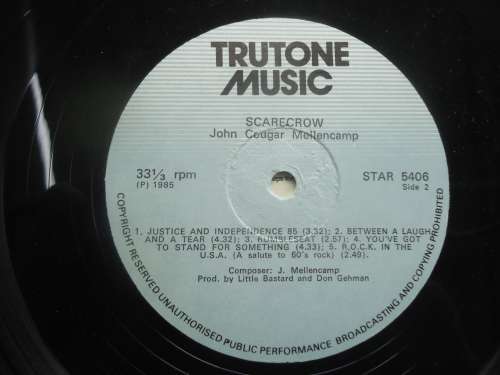 TRUTONE
MUSIC
SCARECROW
John Cougar Mellencamp
33⅓ rpm
(P) 1985
STAR 5406
Side 2
1. JUSTICE AND INDEPENDENCE 85 (3.32); 2. BETWEEN A LAUGH
AND A TEAR (4.32); 3. RUMBLESEAT (2.57); 4. YOU'VE GOT
TO STAND FOR SOMETHING (4.33); 5. R.O.C.K. IN THE
U.S.A. (A salute to 60's rock) (2.49).
Composer: J. Mellencamp
Prod. by Little Bastard and Don Gehman
COPYRIGHT RESERVED UNAUTHORISED PUBLIC PERFORMANCE BROADCASTING AND COPYING PROHIBITED